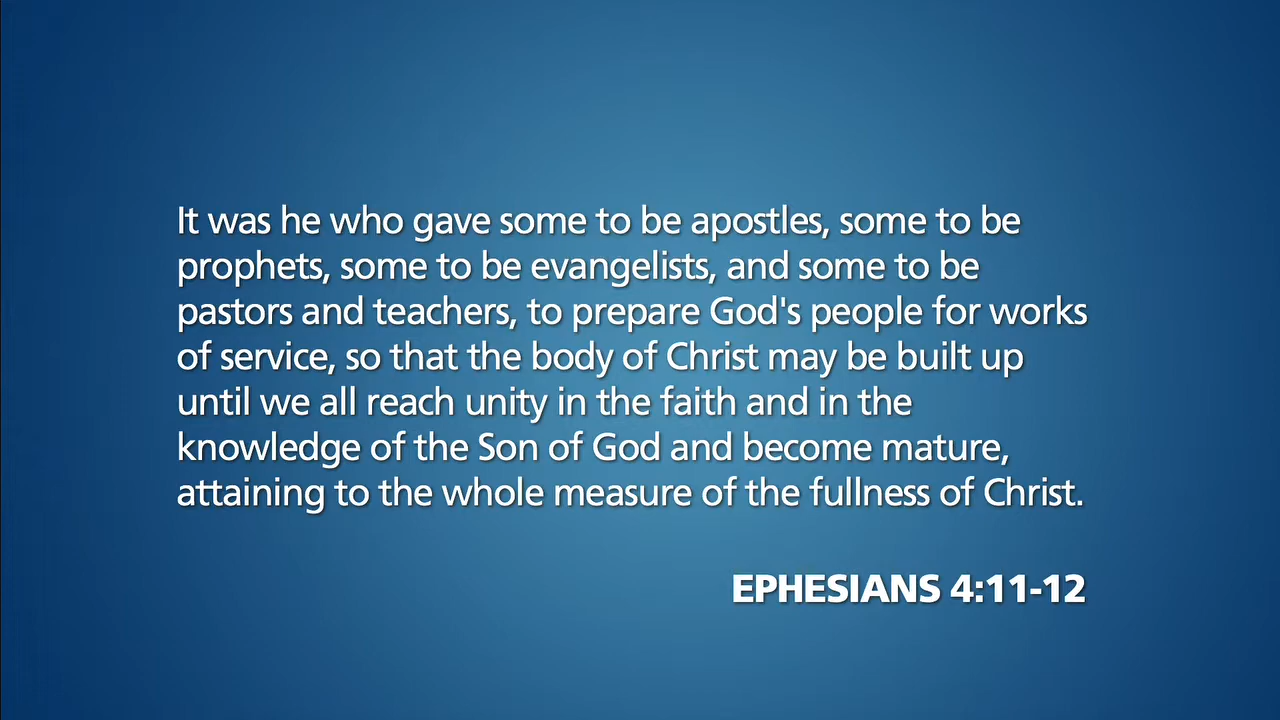 It was he who gave some to be apostles, some to be
prophets, some to be evangelists, and some to be
pastors and teachers, to prepare God's people for works
of service, so that the body of Christ may be built up
until we all reach unity in the faith and in the
knowledge of the Son of God and become mature,
attaining to the whole measure of the fullness of Christ.
EPHESIANS 4:11-12